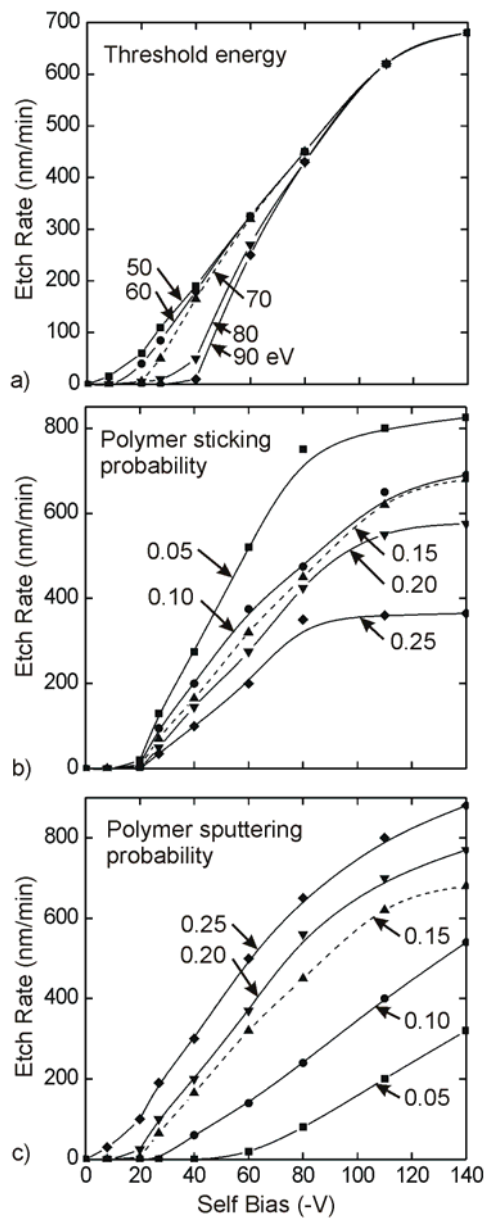 700
600
500
400
300
200
100
0
Etch Rate (nm/min)
Threshold energy
50
60
70
80
90 eV
a)
800
600
400
200
0
Etch Rate (nm/min)
Polymer sticking
probability
0.05
0.10
0.15
0.20
0.25
b)
800
600
400
200
0
Etch Rate (nm/min)
Polymer sputtering
probability
0.25
0.20
0.15
0.10
0.05
c)
0 20 40 60 80 100 120 140
Self Bias (-V)